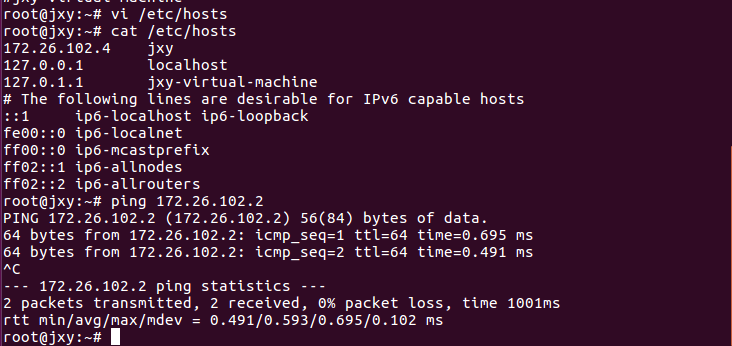 root@jxy:~# vi /etc/hosts
root@jxy:~# cat /etc/hosts
172.26.102.4    jxy
127.0.0.1       localhost
127.0.1.1       jxy-virtual-machine
# The following lines are desirable for IPv6 capable hosts
::1     ip6-localhost ip6-loopback
fe00::0 ip6-localnet
ff00::0 ip6-mcastprefix
ff02::1 ip6-allnodes
ff02::2 ip6-allrouters
root@jxy:~# ping 172.26.102.2
PING 172.26.102.2 (172.26.102.2) 56(84) bytes of data.
64 bytes from 172.26.102.2: icmp_seq=1 ttl=64 time=0.695 ms
64 bytes from 172.26.102.2: icmp_seq=2 ttl=64 time=0.491 ms
^C
--- 172.26.102.2 ping statistics ---
2 packets transmitted, 2 received, 0% packet loss, time 1001ms
rtt min/avg/max/mdev = 0.491/0.593/0.695/0.102 ms
root@jxy:~#